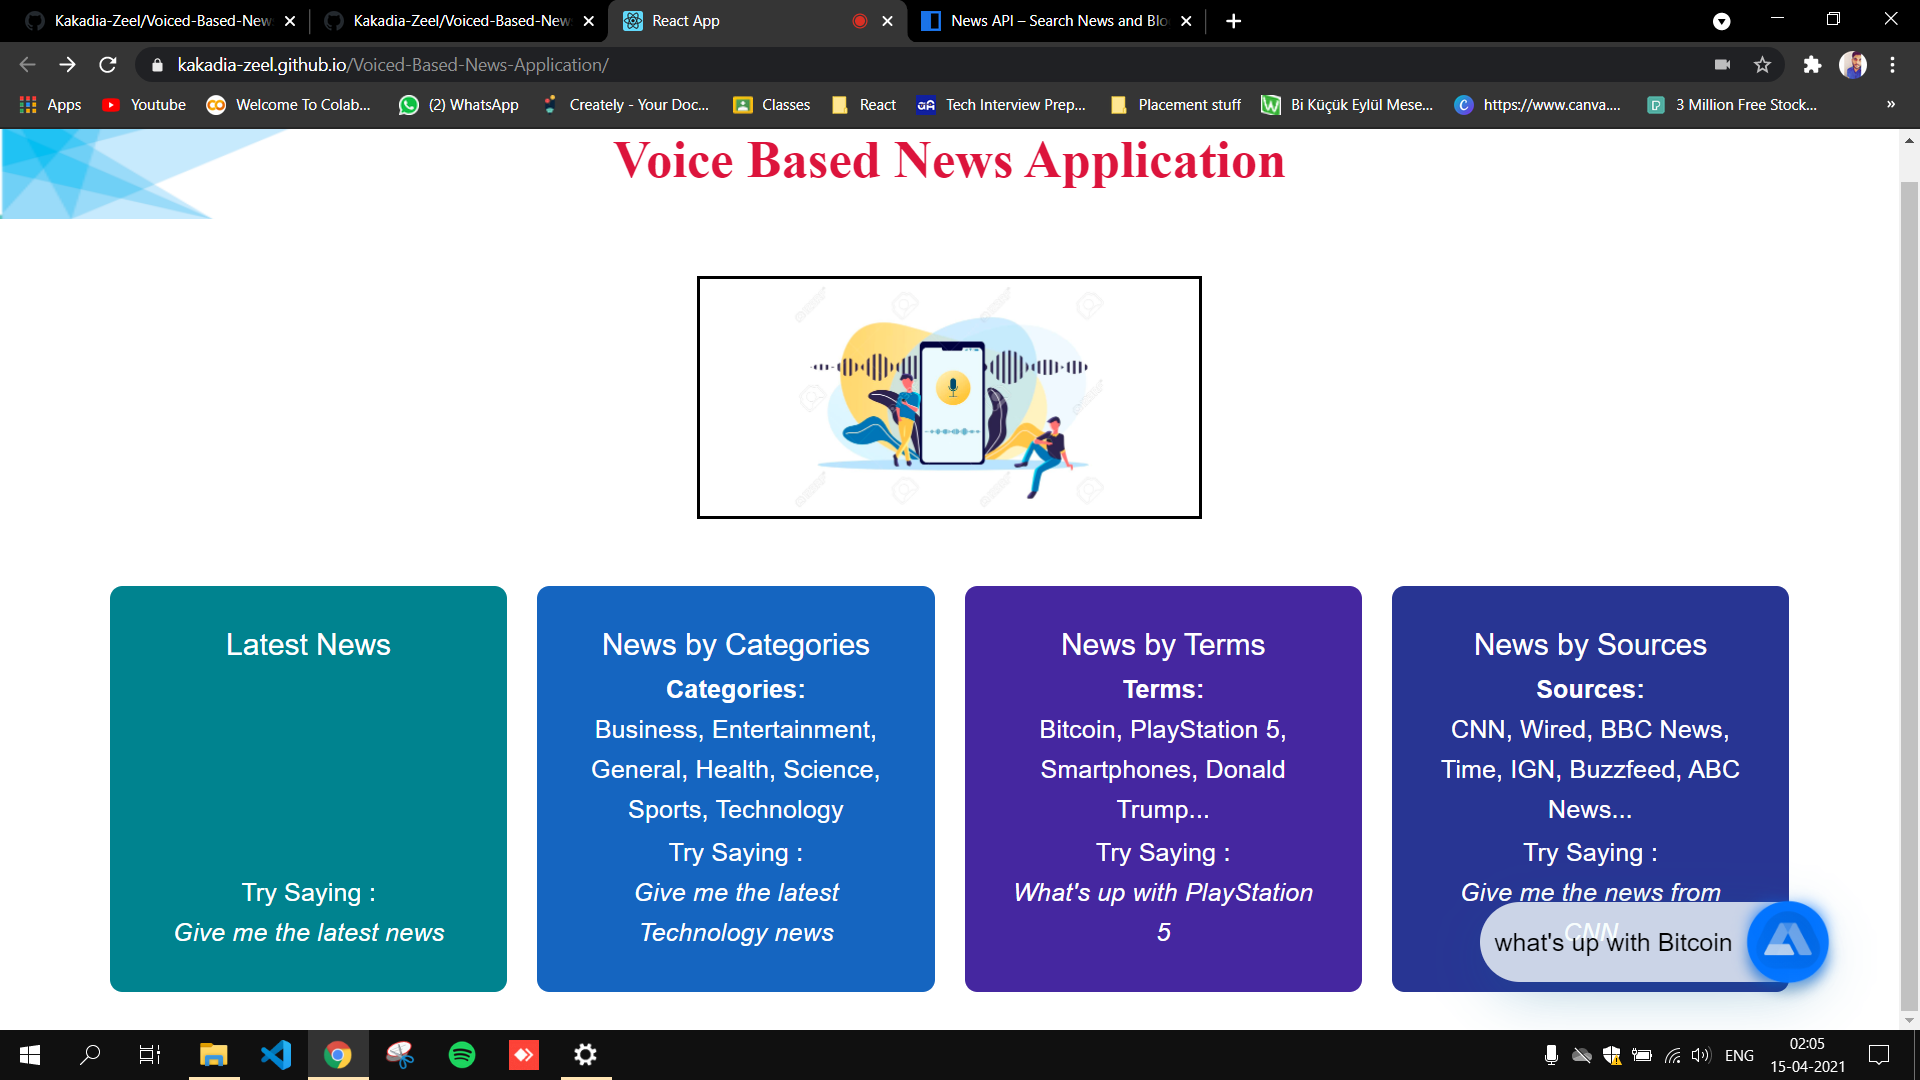 Kakadia-Zeel/Voiced-Based-New
Kakadia-Zeel/Voiced-Based-New
React App
News API – Search News and Blo
kakadia-zeel.github.io/Voiced-Based-News-Application/
Apps
Youtube
Welcome To Colab...
(2) WhatsApp
Creately - Your Doc...
Classes
React
Tech Interview Prep...
Placement stuff
Bi Küçük Eylül Mese...
https://www.canva....
3 Million Free Stock...
»
Voice Based News Application
Latest News
Try Saying :
Give me the latest news
News by Categories
Categories:
Business, Entertainment,
General, Health, Science,
Sports, Technology
Try Saying :
Give me the latest
Technology news
News by Terms
Terms:
Bitcoin, PlayStation 5,
Smartphones, Donald
Trump...
Try Saying :
What's up with PlayStation
5
News by Sources
Sources:
CNN, Wired, BBC News,
Time, IGN, Buzzfeed, ABC
News...
Try Saying :
Give me the news from
CNN
what's up with Bitcoin
ENG
02:05
15-04-2021